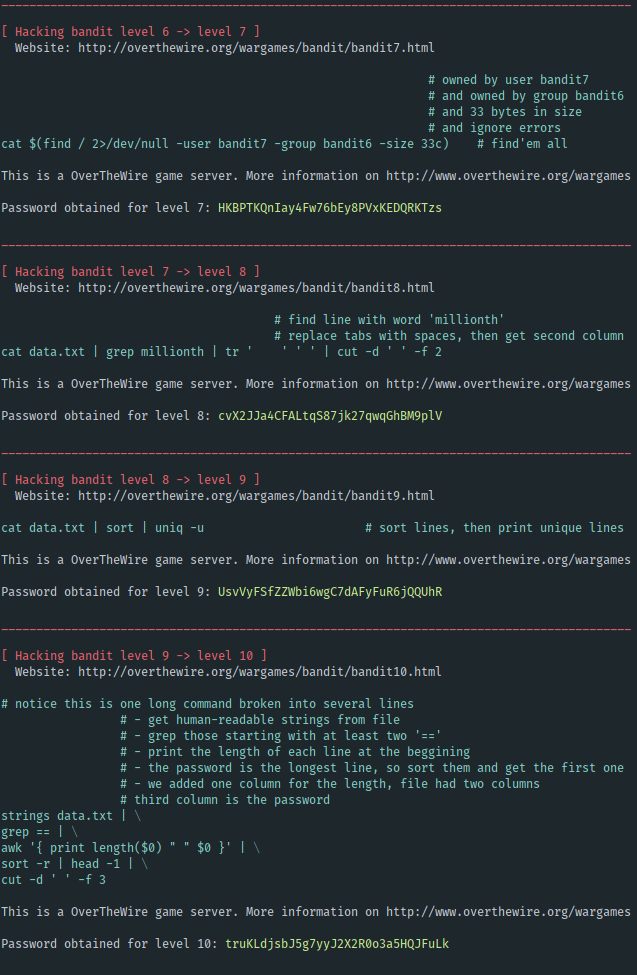 [ Hacking bandit level 6 -> level 7 ]
Website: http://overthewire.org/wargames/bandit/bandit7.html
# owned by user bandit7
# and owned by group bandit6
# and 33 bytes in size
# and ignore errors
cat $(find / 2>/dev/null -user bandit7 -group bandit6 -size 33c)    # find'em all
This is a OverTheWire game server. More information on http://www.overthewire.org/wargames
Password obtained for level 7: HKBPTKQnIay4Fw76bEy8PVxKEDQRKTzs
[ Hacking bandit level 7 -> level 8 ]
Website: http://overthewire.org/wargames/bandit/bandit8.html
# find line with word 'millionth'
# replace tabs with spaces, then get second column
cat data.txt | grep millionth | tr '    ' ' ' | cut -d ' ' -f 2
This is a OverTheWire game server. More information on http://www.overthewire.org/wargames
Password obtained for level 8: cvX2JJa4CFALtqS87jk27qwqGhBM9plV
[ Hacking bandit level 8 -> level 9 ]
Website: http://overthewire.org/wargames/bandit/bandit9.html
cat data.txt | sort | uniq -u                       # sort lines, then print unique lines
This is a OverTheWire game server. More information on http://www.overthewire.org/wargames
Password obtained for level 9: UsvVyFSfZZWbi6wgC7dAFyFuR6jQQUhR
[ Hacking bandit level 9 -> level 10 ]
Website: http://overthewire.org/wargames/bandit/bandit10.html
# notice this is one long command broken into several lines
# - get human-readable strings from file
# - grep those starting with at least two '=='
# - print the length of each line at the beggining
# - the password is the longest line, so sort them and get the first one
# - we added one column for the length, file had two columns
# third column is the password
strings data.txt | \
grep == | \
awk '{ print length($0) " " $0 }' | \
sort -r | head -1 | \
cut -d ' ' -f 3
This is a OverTheWire game server. More information on http://www.overthewire.org/wargames
Password obtained for level 10: truKLdjsbJ5g7yyJ2X2R0o3a5HQJFuLk